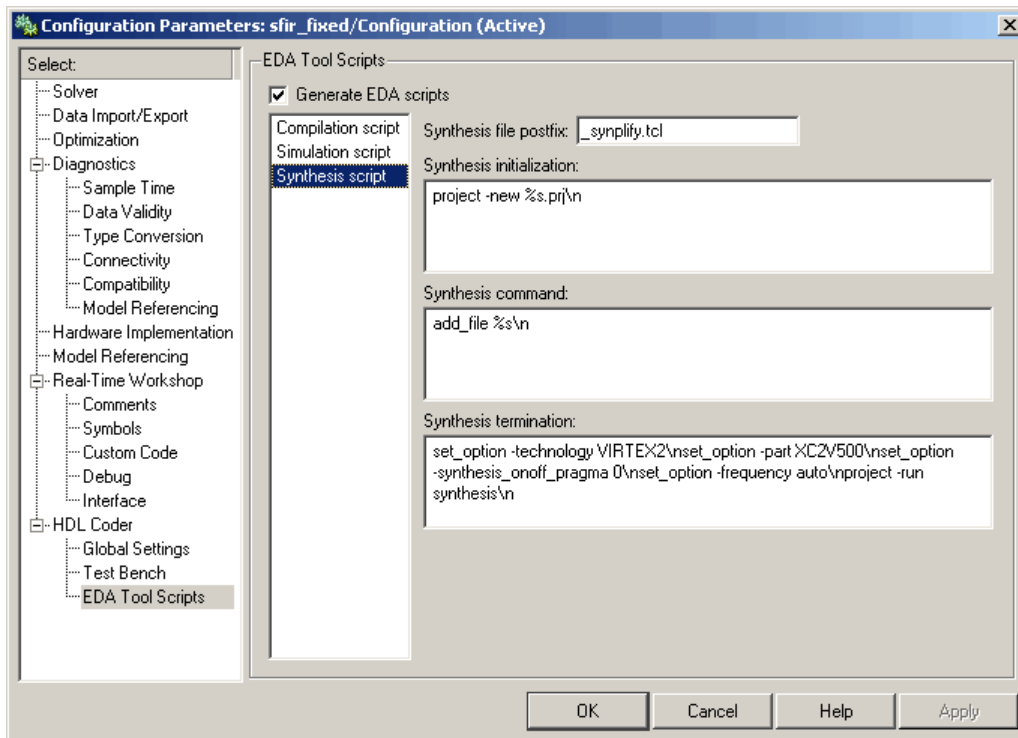 Configuration Parameters: sfir_fixed/Configuration (Active)
Select:
Solver
Data Import/Export
Optimization
Diagnostics
Sample Time
Data Validity
Type Conversion
Connectivity
Compatibility
Model Referencing
Hardware Implementation
Model Referencing
Real-Time Workshop
Comments
Symbols
Custom Code
Debug
Interface
HDL Coder
Global Settings
Test Bench
EDA Tool Scripts
EDA Tool Scripts
Generate EDA scripts
Compilation script
Simulation script
Synthesis script
Synthesis file postfix: _synplify.tcl
Synthesis initialization:
project -new %s.prj\n
Synthesis command:
add_file %s\n
Synthesis termination:
set_option -technology VIRTEX2\nset_option -part XC2V500\nset_option
-synthesis_onoff_pragma 0\nset_option -frequency auto\nproject -run
synthesis\n
OK Cancel Help Apply